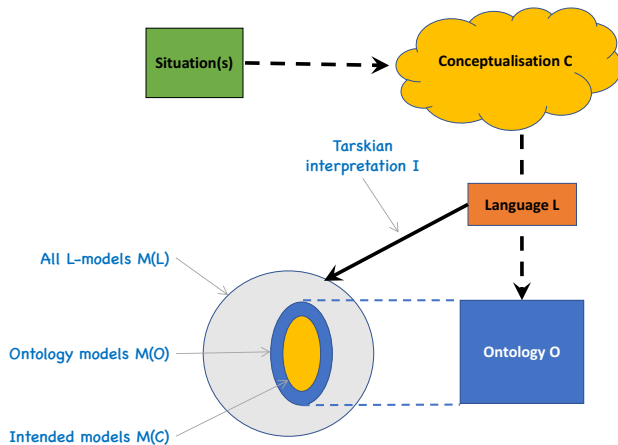 Situation(s)
Conceptualisation C
Tarskian
interpretation I
Language L
All L-models M(L)
Ontology models M(O)
Ontology O
Intended models M(C)